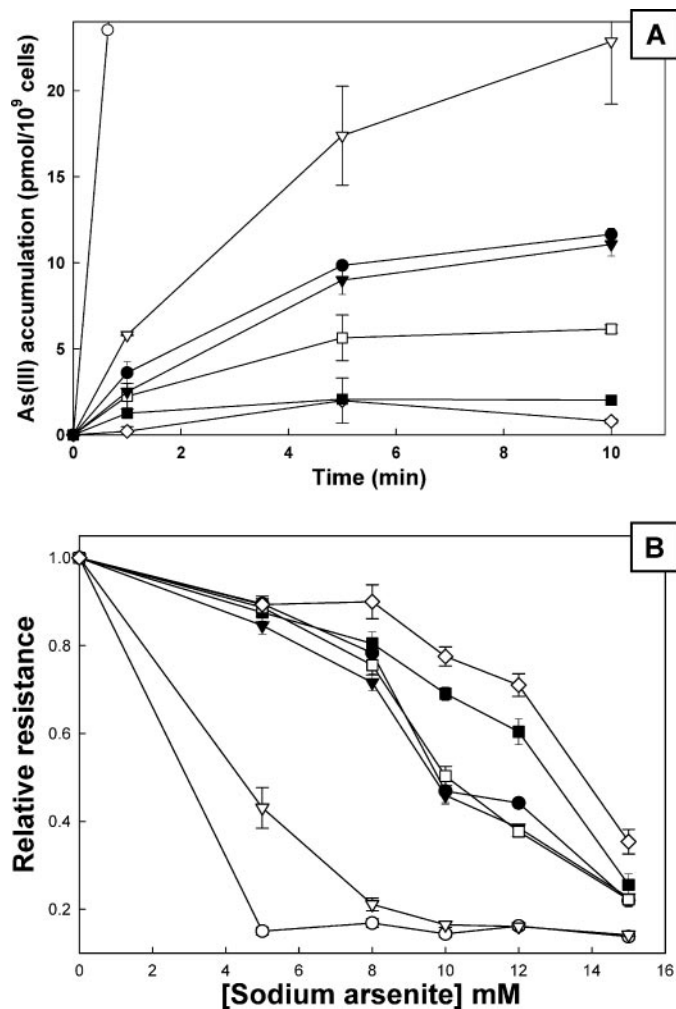 A
As(III) accumulation (pmol/10⁹ cells)
20
15
10
5
0
0 2 4 6 8 10
Time (min)
B
Relative resistance
1.0
0.8
0.6
0.4
0.2
0 2 4 6 8 10 12 14 16
[Sodium arsenite] mM